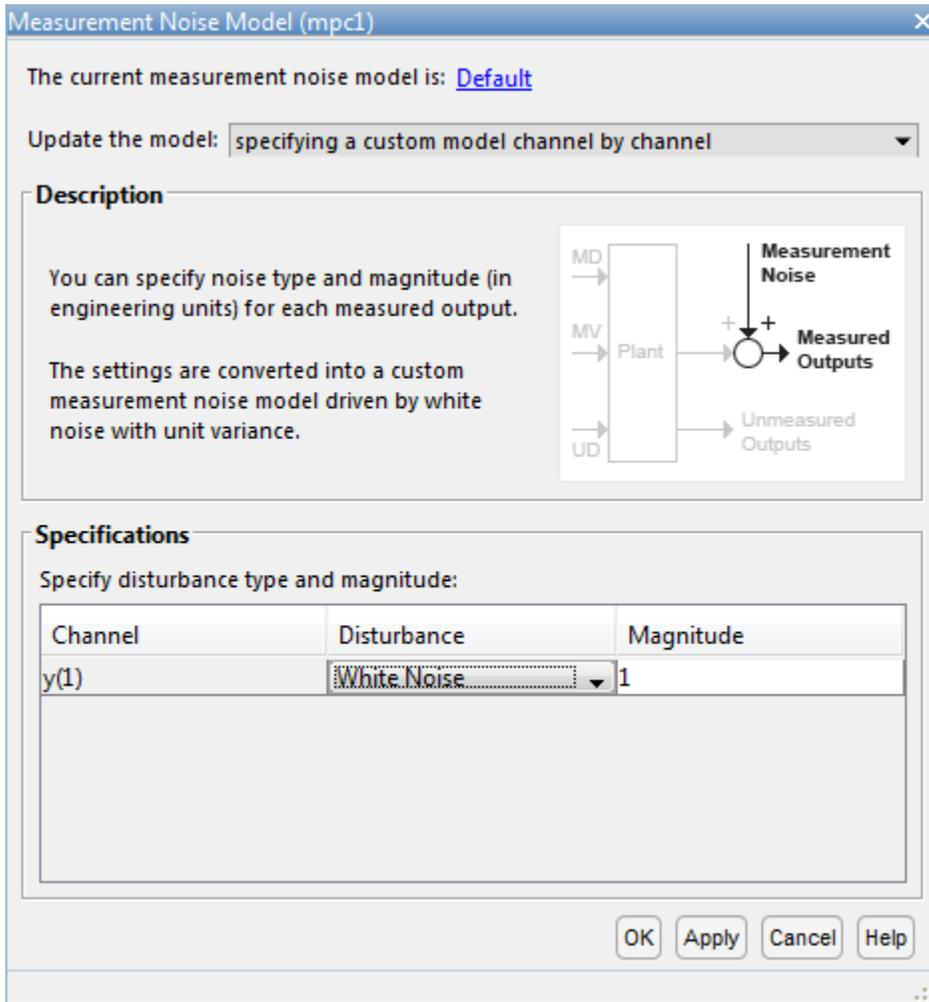 Measurement Noise Model (mpc1)
The current measurement noise model is: Default
Update the model: specifying a custom model channel by channel
Description
You can specify noise type and magnitude (in
engineering units) for each measured output.
The settings are converted into a custom
measurement noise model driven by white
noise with unit variance.
MD
MV
UD
Plant
Measurement
Noise
+ +
Measured
Outputs
Unmeasured
Outputs
Specifications
Specify disturbance type and magnitude:
Channel Disturbance Magnitude
y(1) White Noise 1
OK Apply Cancel Help